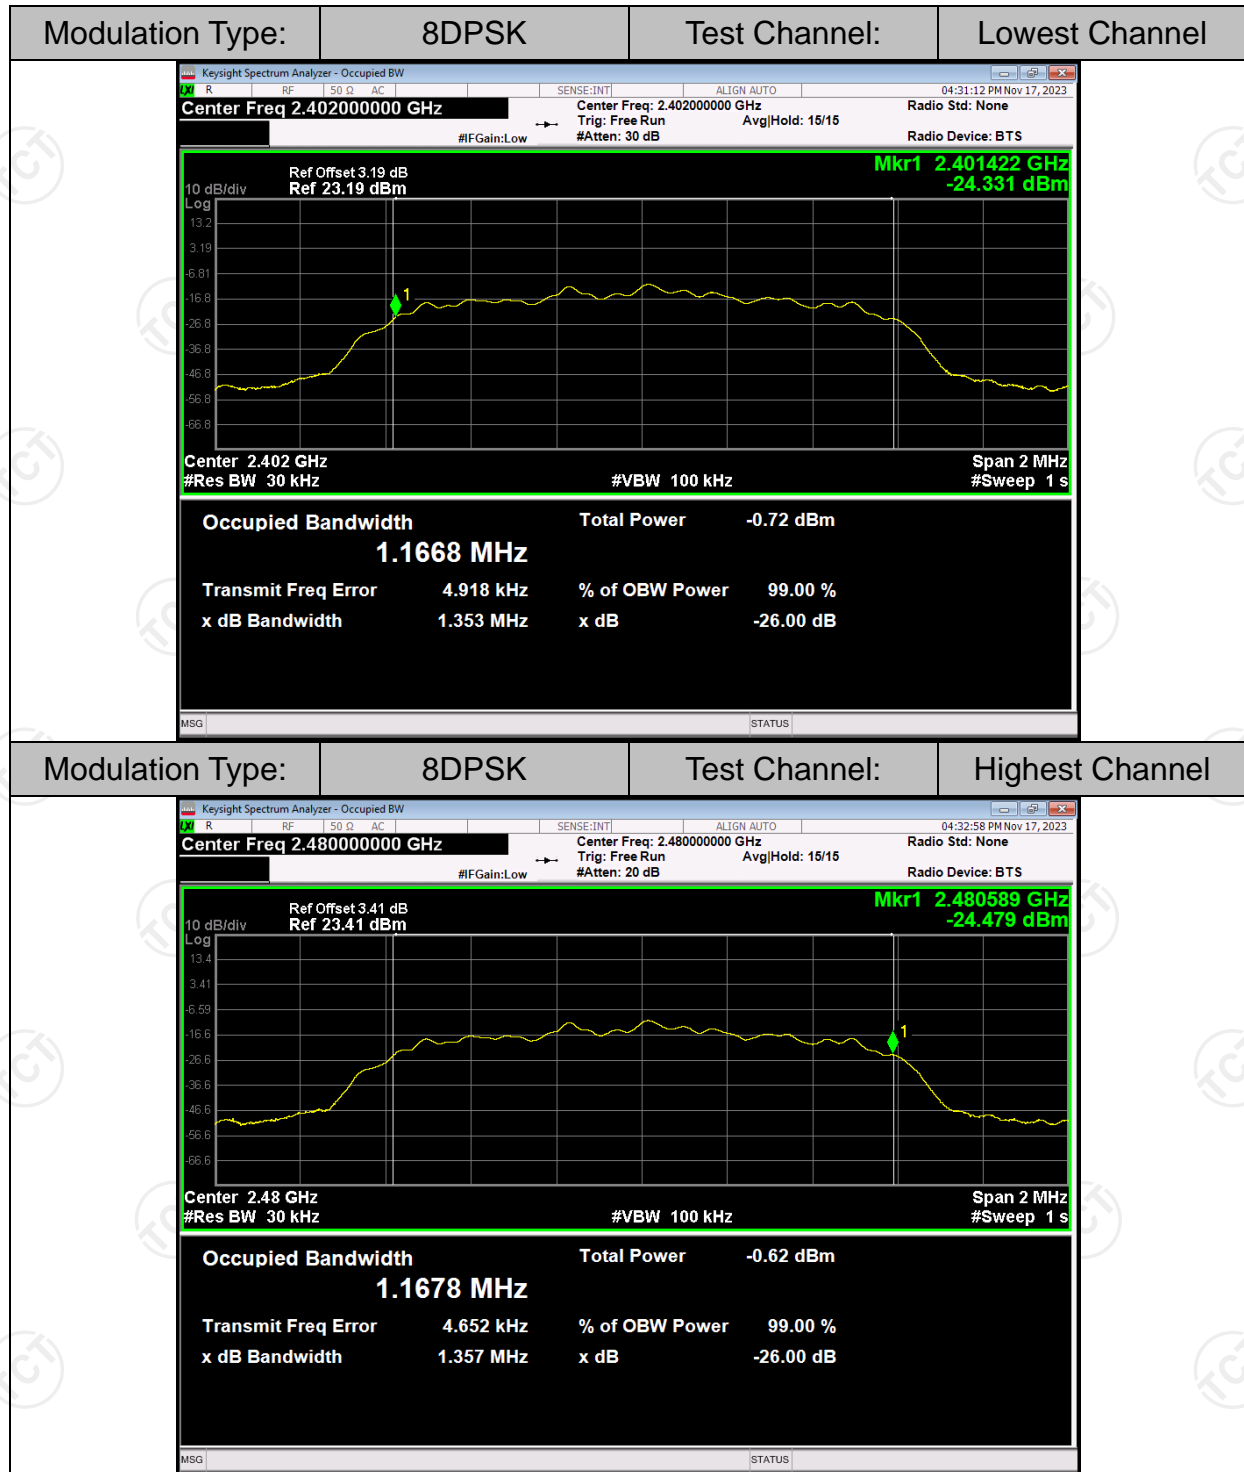 Modulation Type: 8DPSK Test Channel: Lowest Channel
Keysight Spectrum Analyzer - Occupied BW
LXI R RF 50 Ω AC SENSE:INT ALIGN AUTO 04:31:12 PM Nov 17, 2023
Center Freq 2.402000000 GHz Center Freq: 2.402000000 GHz Radio Std: None
Trig: Free Run Avg|Hold: 15/15
#IFGain:Low #Atten: 30 dB Radio Device: BTS
Mkr1 2.401422 GHz
Ref Offset 3.19 dB
10 dB/div Ref 23.19 dBm -24.331 dBm
Log
13.2
3.19
-6.81
1
-16.8
-26.8
-36.8
-46.8
-56.8
-66.8
Center 2.402 GHz Span 2 MHz
#Res BW 30 kHz #VBW 100 kHz #Sweep 1 s
Occupied Bandwidth Total Power -0.72 dBm
1.1668 MHz
Transmit Freq Error 4.918 kHz % of OBW Power 99.00 %
x dB Bandwidth 1.353 MHz x dB -26.00 dB
MSG STATUS
Modulation Type: 8DPSK Test Channel: Highest Channel
Keysight Spectrum Analyzer - Occupied BW
LXI R RF 50 Ω AC SENSE:INT ALIGN AUTO 04:32:58 PM Nov 17, 2023
Center Freq 2.480000000 GHz Center Freq: 2.480000000 GHz Radio Std: None
Trig: Free Run Avg|Hold: 15/15
#IFGain:Low #Atten: 20 dB Radio Device: BTS
Mkr1 2.480589 GHz
Ref Offset 3.41 dB
10 dB/div Ref 23.41 dBm -24.479 dBm
Log
13.4
3.41
-6.59
1
-16.6
-26.6
-36.6
-46.6
-56.6
-66.6
Center 2.48 GHz Span 2 MHz
#Res BW 30 kHz #VBW 100 kHz #Sweep 1 s
Occupied Bandwidth Total Power -0.62 dBm
1.1678 MHz
Transmit Freq Error 4.652 kHz % of OBW Power 99.00 %
x dB Bandwidth 1.357 MHz x dB -26.00 dB
MSG STATUS
TCT